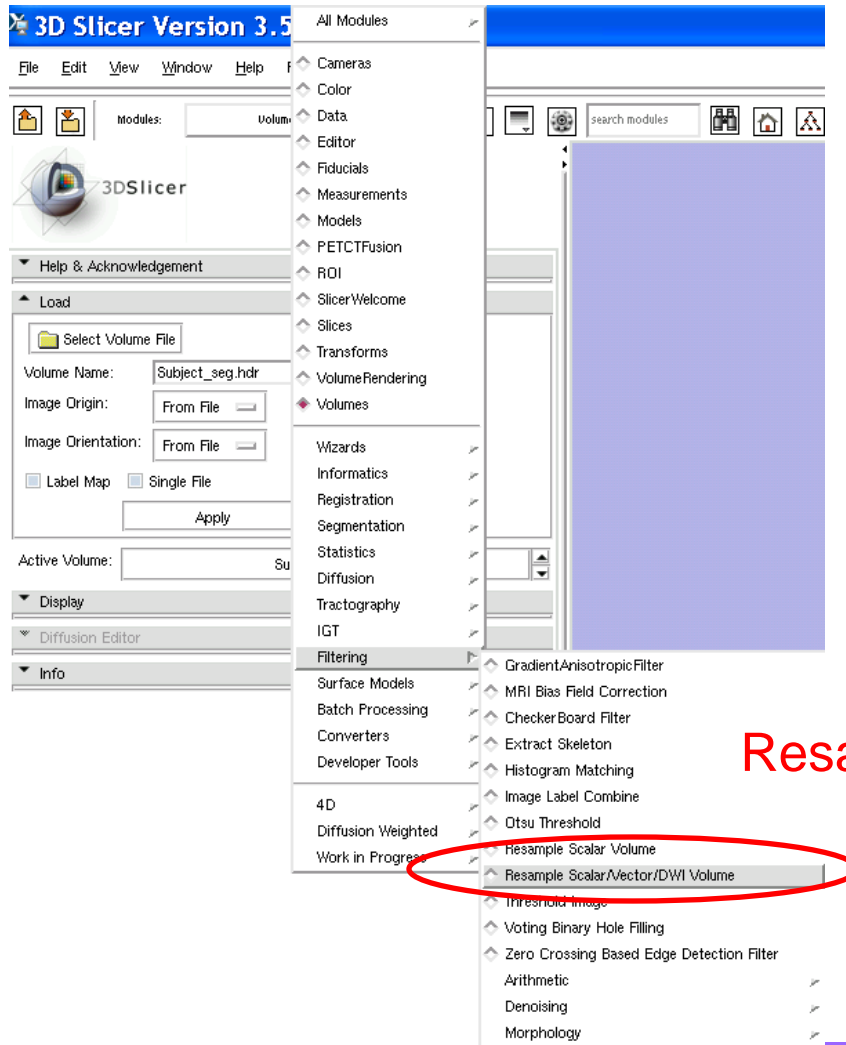 3D Slicer Version 3.5
File Edit View Window Help
Modules:
search modules
3DSlicer
Help & Acknowledgement
Load
Select Volume File
Volume Name: Subject_seg.hdr
Image Origin: From File
Image Orientation: From File
Label Map Single File
Apply
Active Volume:
Display
Diffusion Editor
Info
All Modules
Cameras
Color
Data
Editor
Fiducials
Measurements
Models
PETCTFusion
ROI
SlicerWelcome
Slices
Transforms
VolumeRendering
Volumes
Wizards
Informatics
Registration
Segmentation
Statistics
Diffusion
Tractography
IGT
Filtering
Surface Models
Batch Processing
Converters
Developer Tools
4D
Diffusion Weighted
Work in Progress
GradientAnisotropicFilter
MRI Bias Field Correction
CheckerBoard Filter
Extract Skeleton
Histogram Matching
Image Label Combine
Otsu Threshold
Resample Scalar Volume
Resample Scalar/Vector/DWI Volume
Threshold Image
Voting Binary Hole Filling
Zero Crossing Based Edge Detection Filter
Arithmetic
Denoising
Morphology